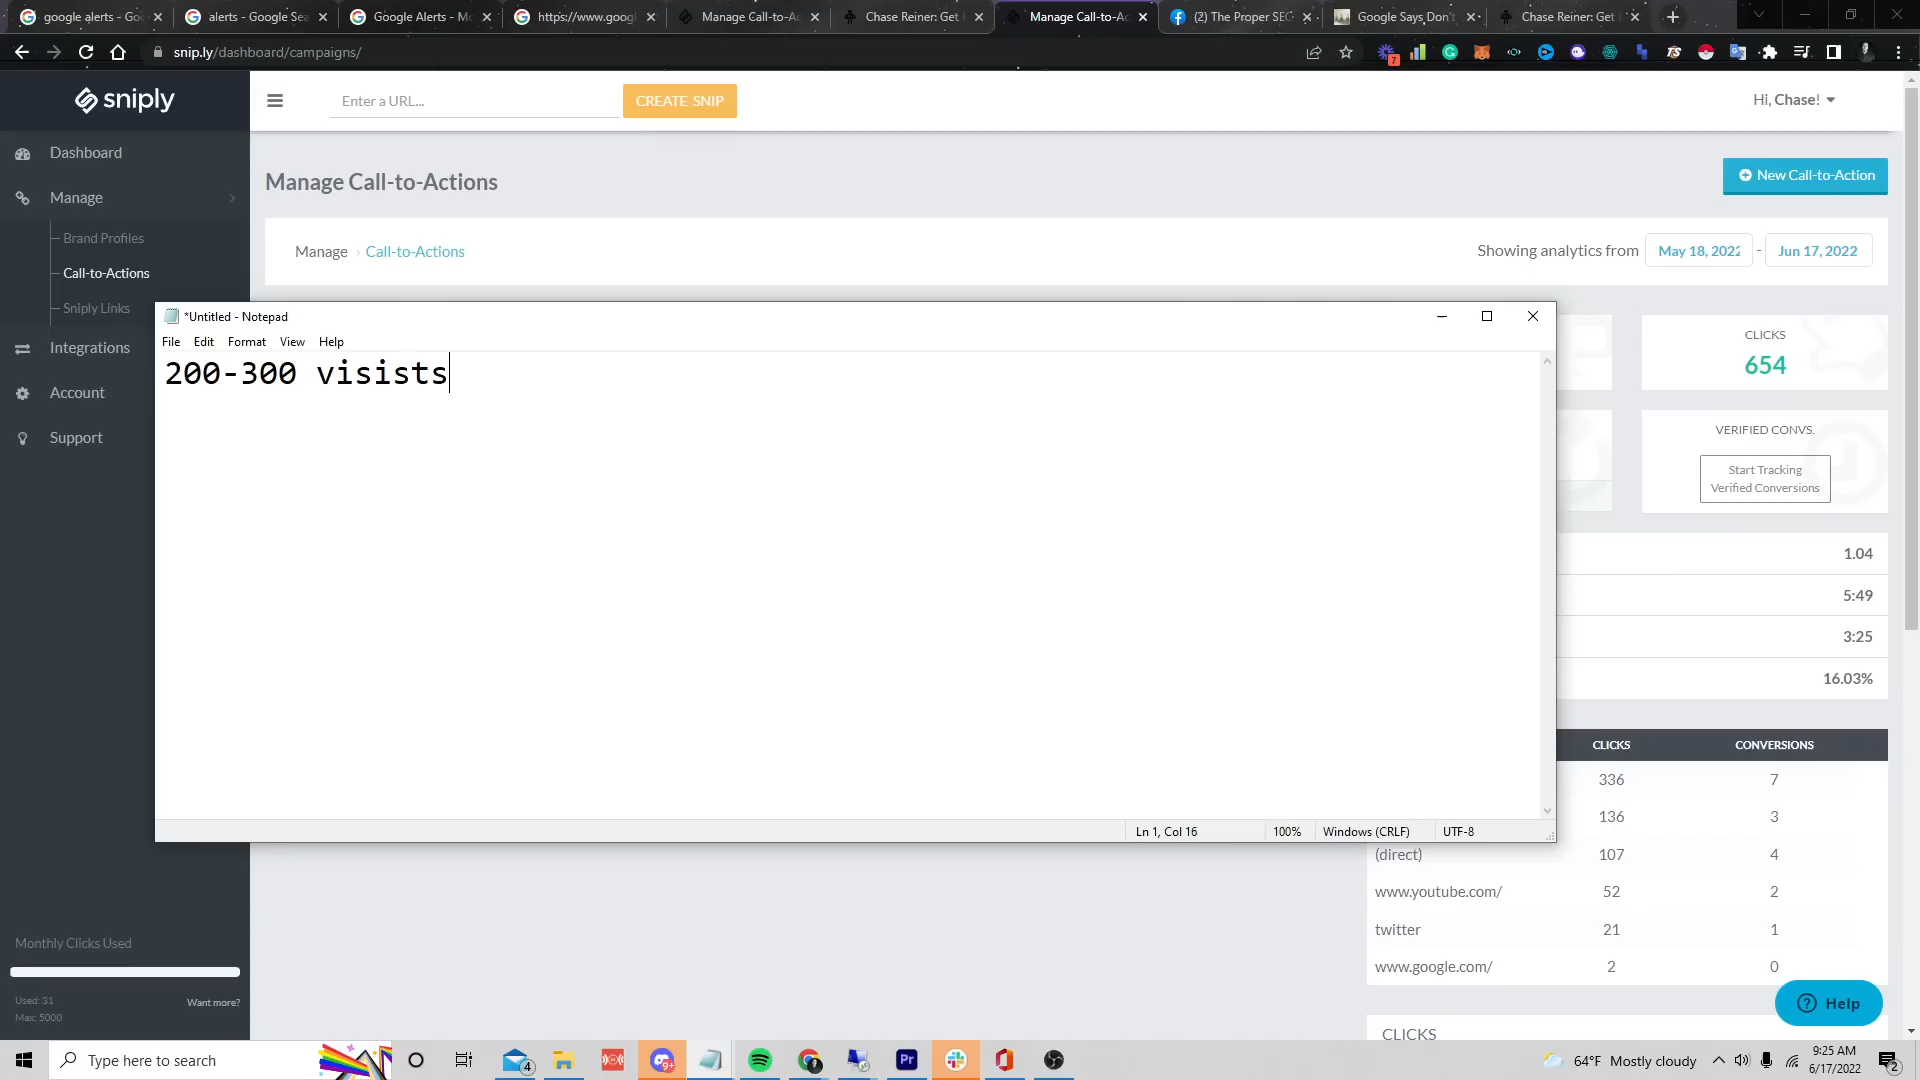 google alerts - Goo
alerts - Google Sea
Google Alerts - Mo
https://www.googl
Manage Call-to-Ac
Chase Reiner: Get I
Manage Call-to-Ac
(2) The Proper SEO
Google Says Don't
Chase Reiner: Get I
snip.ly/dashboard/campaigns/
7
sniply
Enter a URL...
CREATE SNIP
Hi, Chase!
Dashboard
Manage
Brand Profiles
Call-to-Actions
Sniply Links
Integrations
Account
Support
Manage Call-to-Actions
New Call-to-Action
Manage › Call-to-Actions
Showing analytics from May 18, 2022 - Jun 17, 2022
*Untitled - Notepad
File Edit Format View Help
200-300 visists
Ln 1, Col 16
100%
Windows (CRLF)
UTF-8
CLICKS
654
VERIFIED CONVS.
Start Tracking
Verified Conversions
1.04
5:49
3:25
16.03%
CLICKS CONVERSIONS
336 7
136 3
(direct) 107 4
www.youtube.com/ 52 2
twitter 21 1
www.google.com/ 2 0
CLICKS
Help
Monthly Clicks Used
Used: 31
Max: 5000
Want more?
Type here to search
4
9+
Pr
64°F Mostly cloudy
9:25 AM
6/17/2022
2